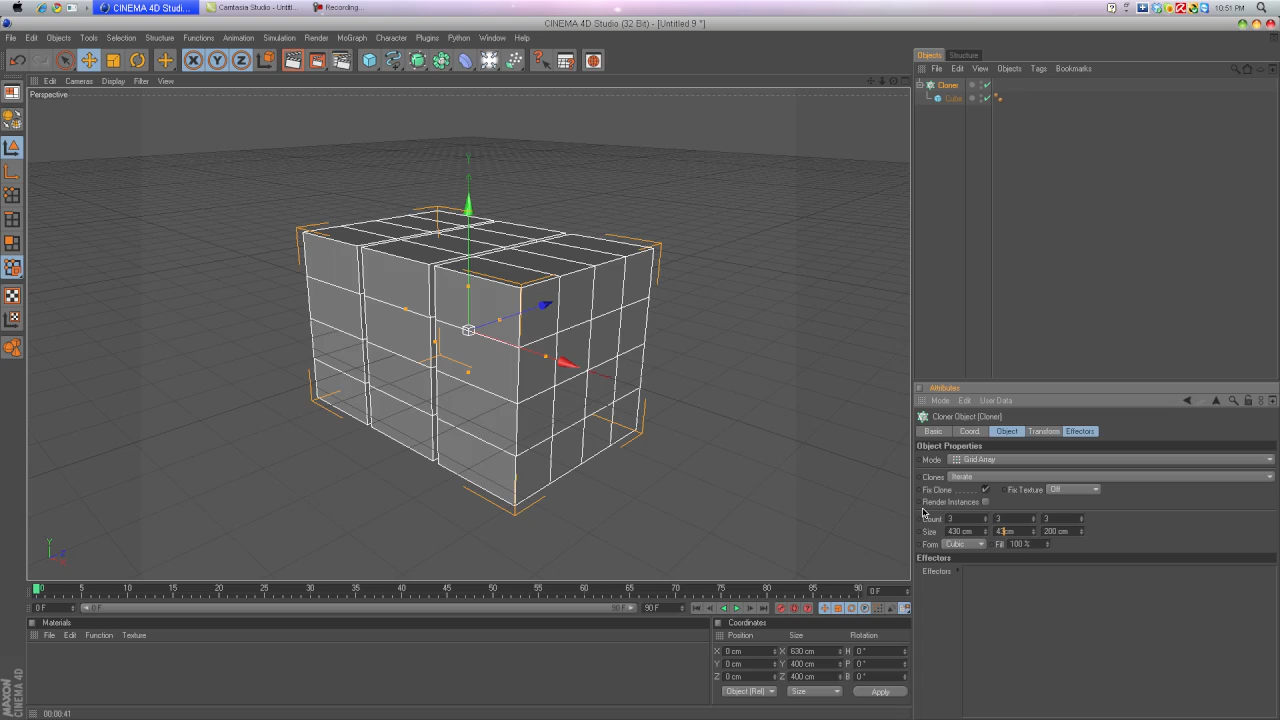 CINEMA 4D Studi...
Camtasia Studio - Untitl...
Recording...
10:51 PM
CINEMA 4D Studio (32 Bit) - [Untitled 9 *]
File Edit Objects Tools Selection Structure Functions Animation Simulation Render MoGraph Character Plugins Python Window Help
Objects Structure
File Edit View Objects Tags Bookmarks
Edit Cameras Display Filter View
Perspective
Cloner
Cube
Y
Attributes
Mode Edit User Data
Cloner Object [Cloner]
Basic Coord. Object Transform Effectors
Object Properties
Mode Grid Array
Clones Iterate
Fix Clone Fix Texture Off
Render Instances
Count 3 3 3
Size 430 cm 43 cm 200 cm
Form Cubic Fill 100 %
Effectors
Effectors
Y
X
0 5 10 15 20 25 30 35 40 45 50 55 60 65 70 75 80 85 90 0 F
0 F 0 F 90 F 90 F
Materials
File Edit Function Texture
Coordinates
Position Size Rotation
X 0 cm X 630 cm H 0 °
Y 0 cm Y 400 cm P 0 °
Z 0 cm Z 400 cm B 0 °
Object (Rel) Size Apply
MAXON
CINEMA 4D
00:00:41